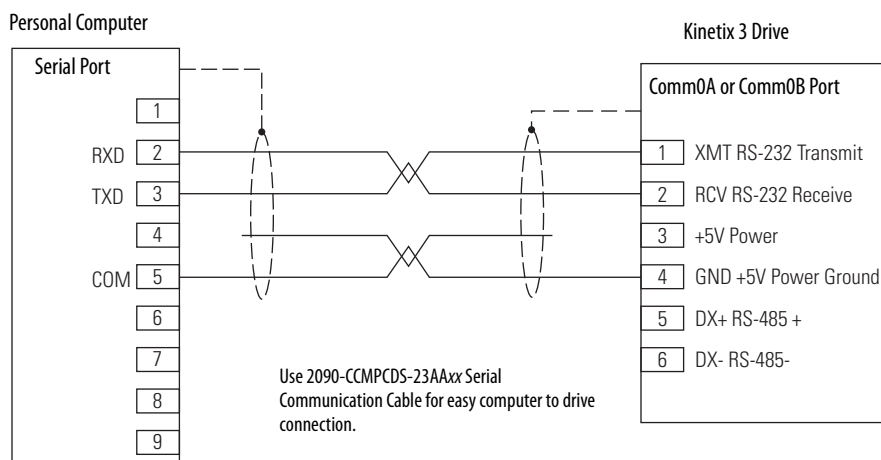 Personal Computer
Serial Port
1
RXD 2
TXD 3
4
COM 5
6
7
8
9
Kinetix 3 Drive
Comm0A or Comm0B Port
1 XMT RS-232 Transmit
2 RCV RS-232 Receive
3 +5V Power
4 GND +5V Power Ground
5 DX+ RS-485 +
6 DX- RS-485-
Use 2090-CCMPCDS-23AAxx Serial
Communication Cable for easy computer to drive
connection.